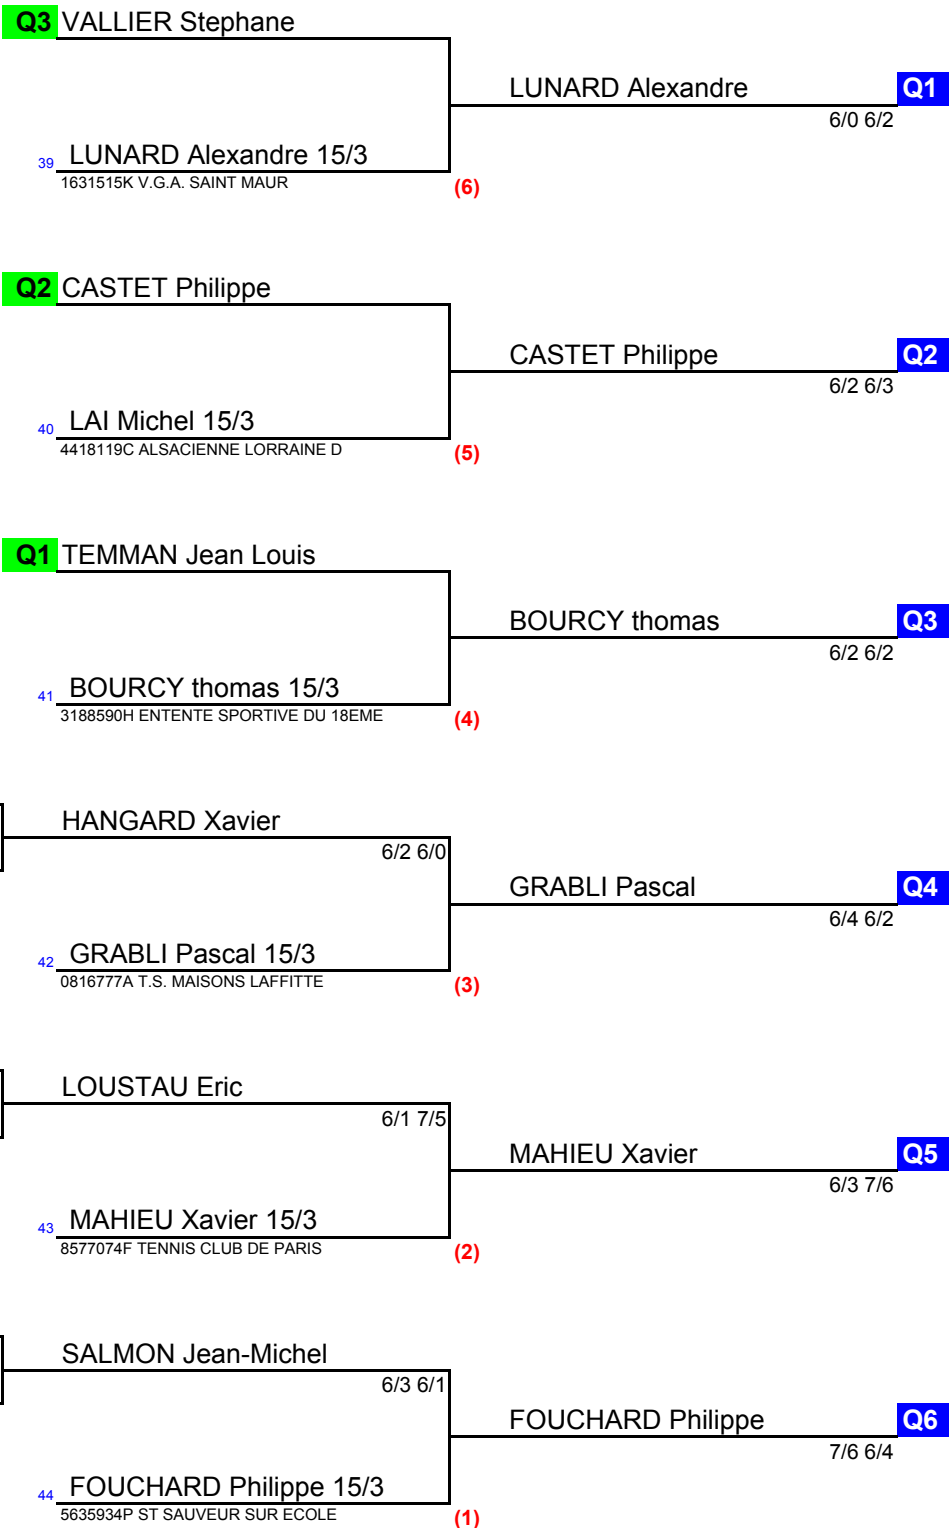 Q3 VALLIER Stephane
LUNARD Alexandre Q1
6/0 6/2
39 LUNARD Alexandre 15/3
1631515K V.G.A. SAINT MAUR
(6)
Q2 CASTET Philippe
CASTET Philippe Q2
6/2 6/3
40 LAI Michel 15/3
4418119C ALSACIENNE LORRAINE D
(5)
Q1 TEMMAN Jean Louis
BOURCY thomas Q3
6/2 6/2
41 BOURCY thomas 15/3
3188590H ENTENTE SPORTIVE DU 18EME
(4)
HANGARD Xavier
6/2 6/0
GRABLI Pascal Q4
6/4 6/2
42 GRABLI Pascal 15/3
0816777A T.S. MAISONS LAFFITTE
(3)
LOUSTAU Eric
6/1 7/5
MAHIEU Xavier Q5
6/3 7/6
43 MAHIEU Xavier 15/3
8577074F TENNIS CLUB DE PARIS
(2)
SALMON Jean-Michel
6/3 6/1
FOUCHARD Philippe Q6
7/6 6/4
44 FOUCHARD Philippe 15/3
5635934P ST SAUVEUR SUR ECOLE
(1)